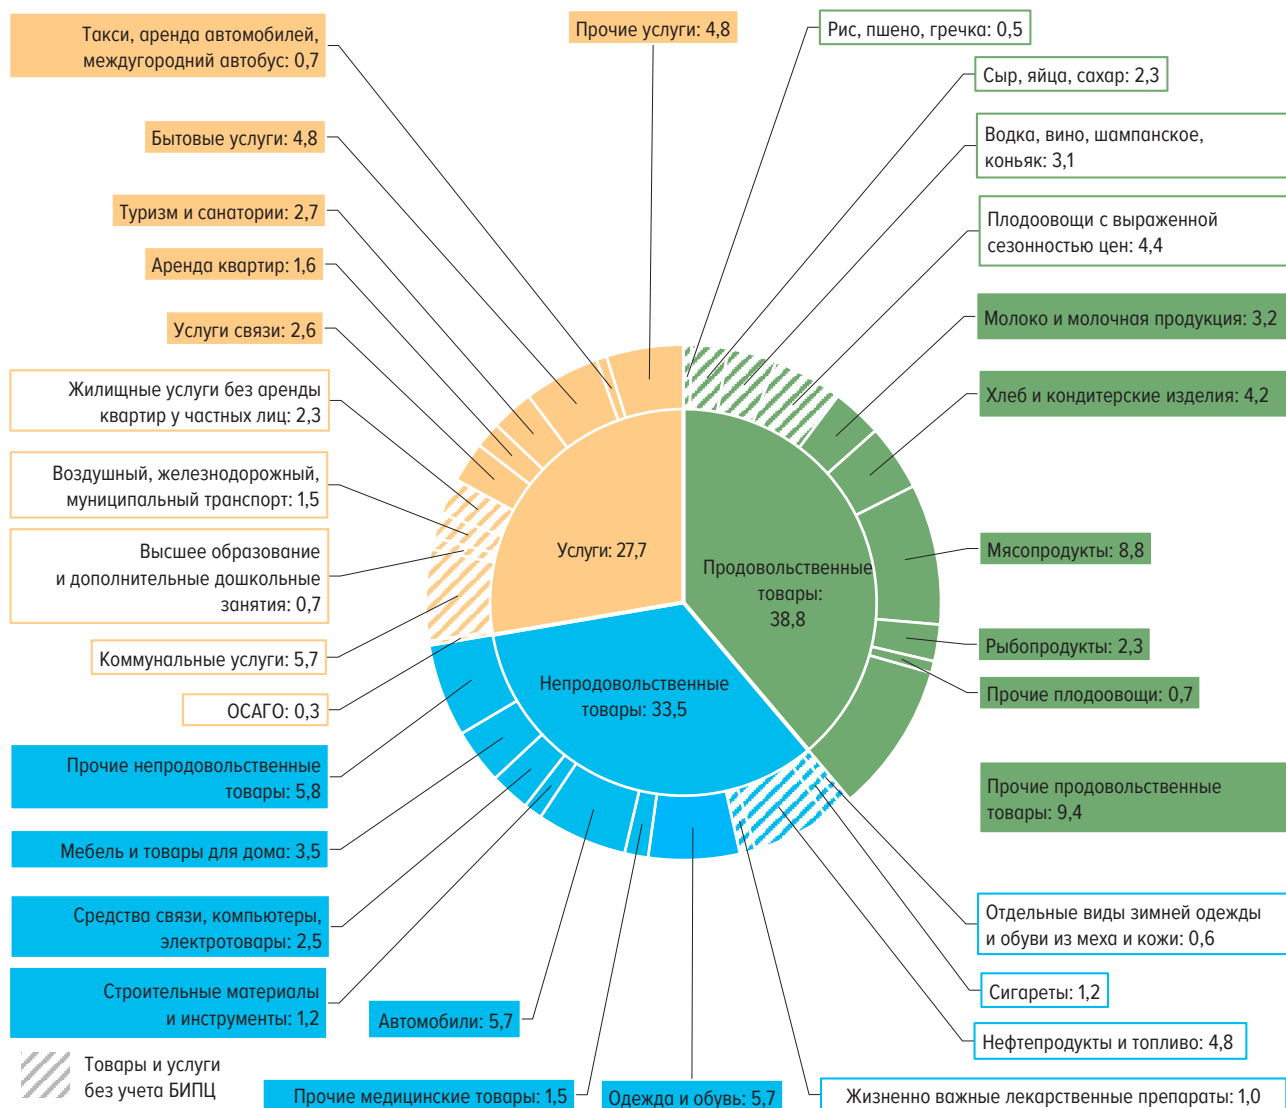 Такси, аренда автомобилей,
междугородний автобус: 0,7
Прочие услуги: 4,8
Рис, пшено, гречка: 0,5
Сыр, яйца, сахар: 2,3
Бытовые услуги: 4,8
Водка, вино, шампанское,
коньяк: 3,1
Туризм и санатории: 2,7
Плодоовощи с выраженной
сезонностью цен: 4,4
Аренда квартир: 1,6
Услуги связи: 2,6
Молоко и молочная продукция: 3,2
Жилищные услуги без аренды
квартир у частных лиц: 2,3
Хлеб и кондитерские изделия: 4,2
Воздушный, железнодорожный,
муниципальный транспорт: 1,5
Высшее образование
и дополнительные дошкольные
занятия: 0,7
Услуги: 27,7
Продовольственные
товары:
38,8
Мясопродукты: 8,8
Коммунальные услуги: 5,7
Рыбопродукты: 2,3
ОСАГО: 0,3
Непродовольственные
товары: 33,5
Прочие плодоовощи: 0,7
Прочие непродовольственные
товары: 5,8
Прочие продовольственные
товары: 9,4
Мебель и товары для дома: 3,5
Средства связи, компьютеры,
электротовары: 2,5
Отдельные виды зимней одежды
и обуви из меха и кожи: 0,6
Строительные материалы
и инструменты: 1,2
Автомобили: 5,7
Сигареты: 1,2
Нефтепродукты и топливо: 4,8
Товары и услуги
без учета БИПЦ
Прочие медицинские товары: 1,5
Одежда и обувь: 5,7
Жизненно важные лекарственные препараты: 1,0